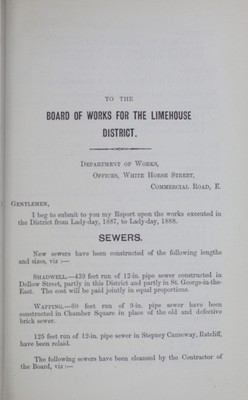 TO THE
BOARD OF WORKS FOR THE LIMEHOUSE
DISTRICT.
DEPARTMENT OF WORKS,
OFFICES, WHITE HORSE STREET,
COMMERCIAL ROAD, E.
GENTLEMEN,
I beg to submit to you my Report upon the works executed in
the District from Lady-day, 1887, to Lady-day, 1888.
SEWERS.
New sewers have been constructed of the following lengths
and sizes, viz :—
SHADWELL.—439 feet run of 12-in. pipe sewer constructed in
Dellow Street, partly in this District and partly in St. George-in-the-
East. The cost will be paid jointly in equal proportions.
WAPPING.—80 feet run of 9-in. pipe sewer have been
constructed in Chamber Square in place of the old and defective
brick sewer.
125 feet run of 12-in. pipe sewer in Stepney Causeway, Ratcliff,
have been relaid.
The following sewers have been cleansed by the Contractor of
the Board, viz :—